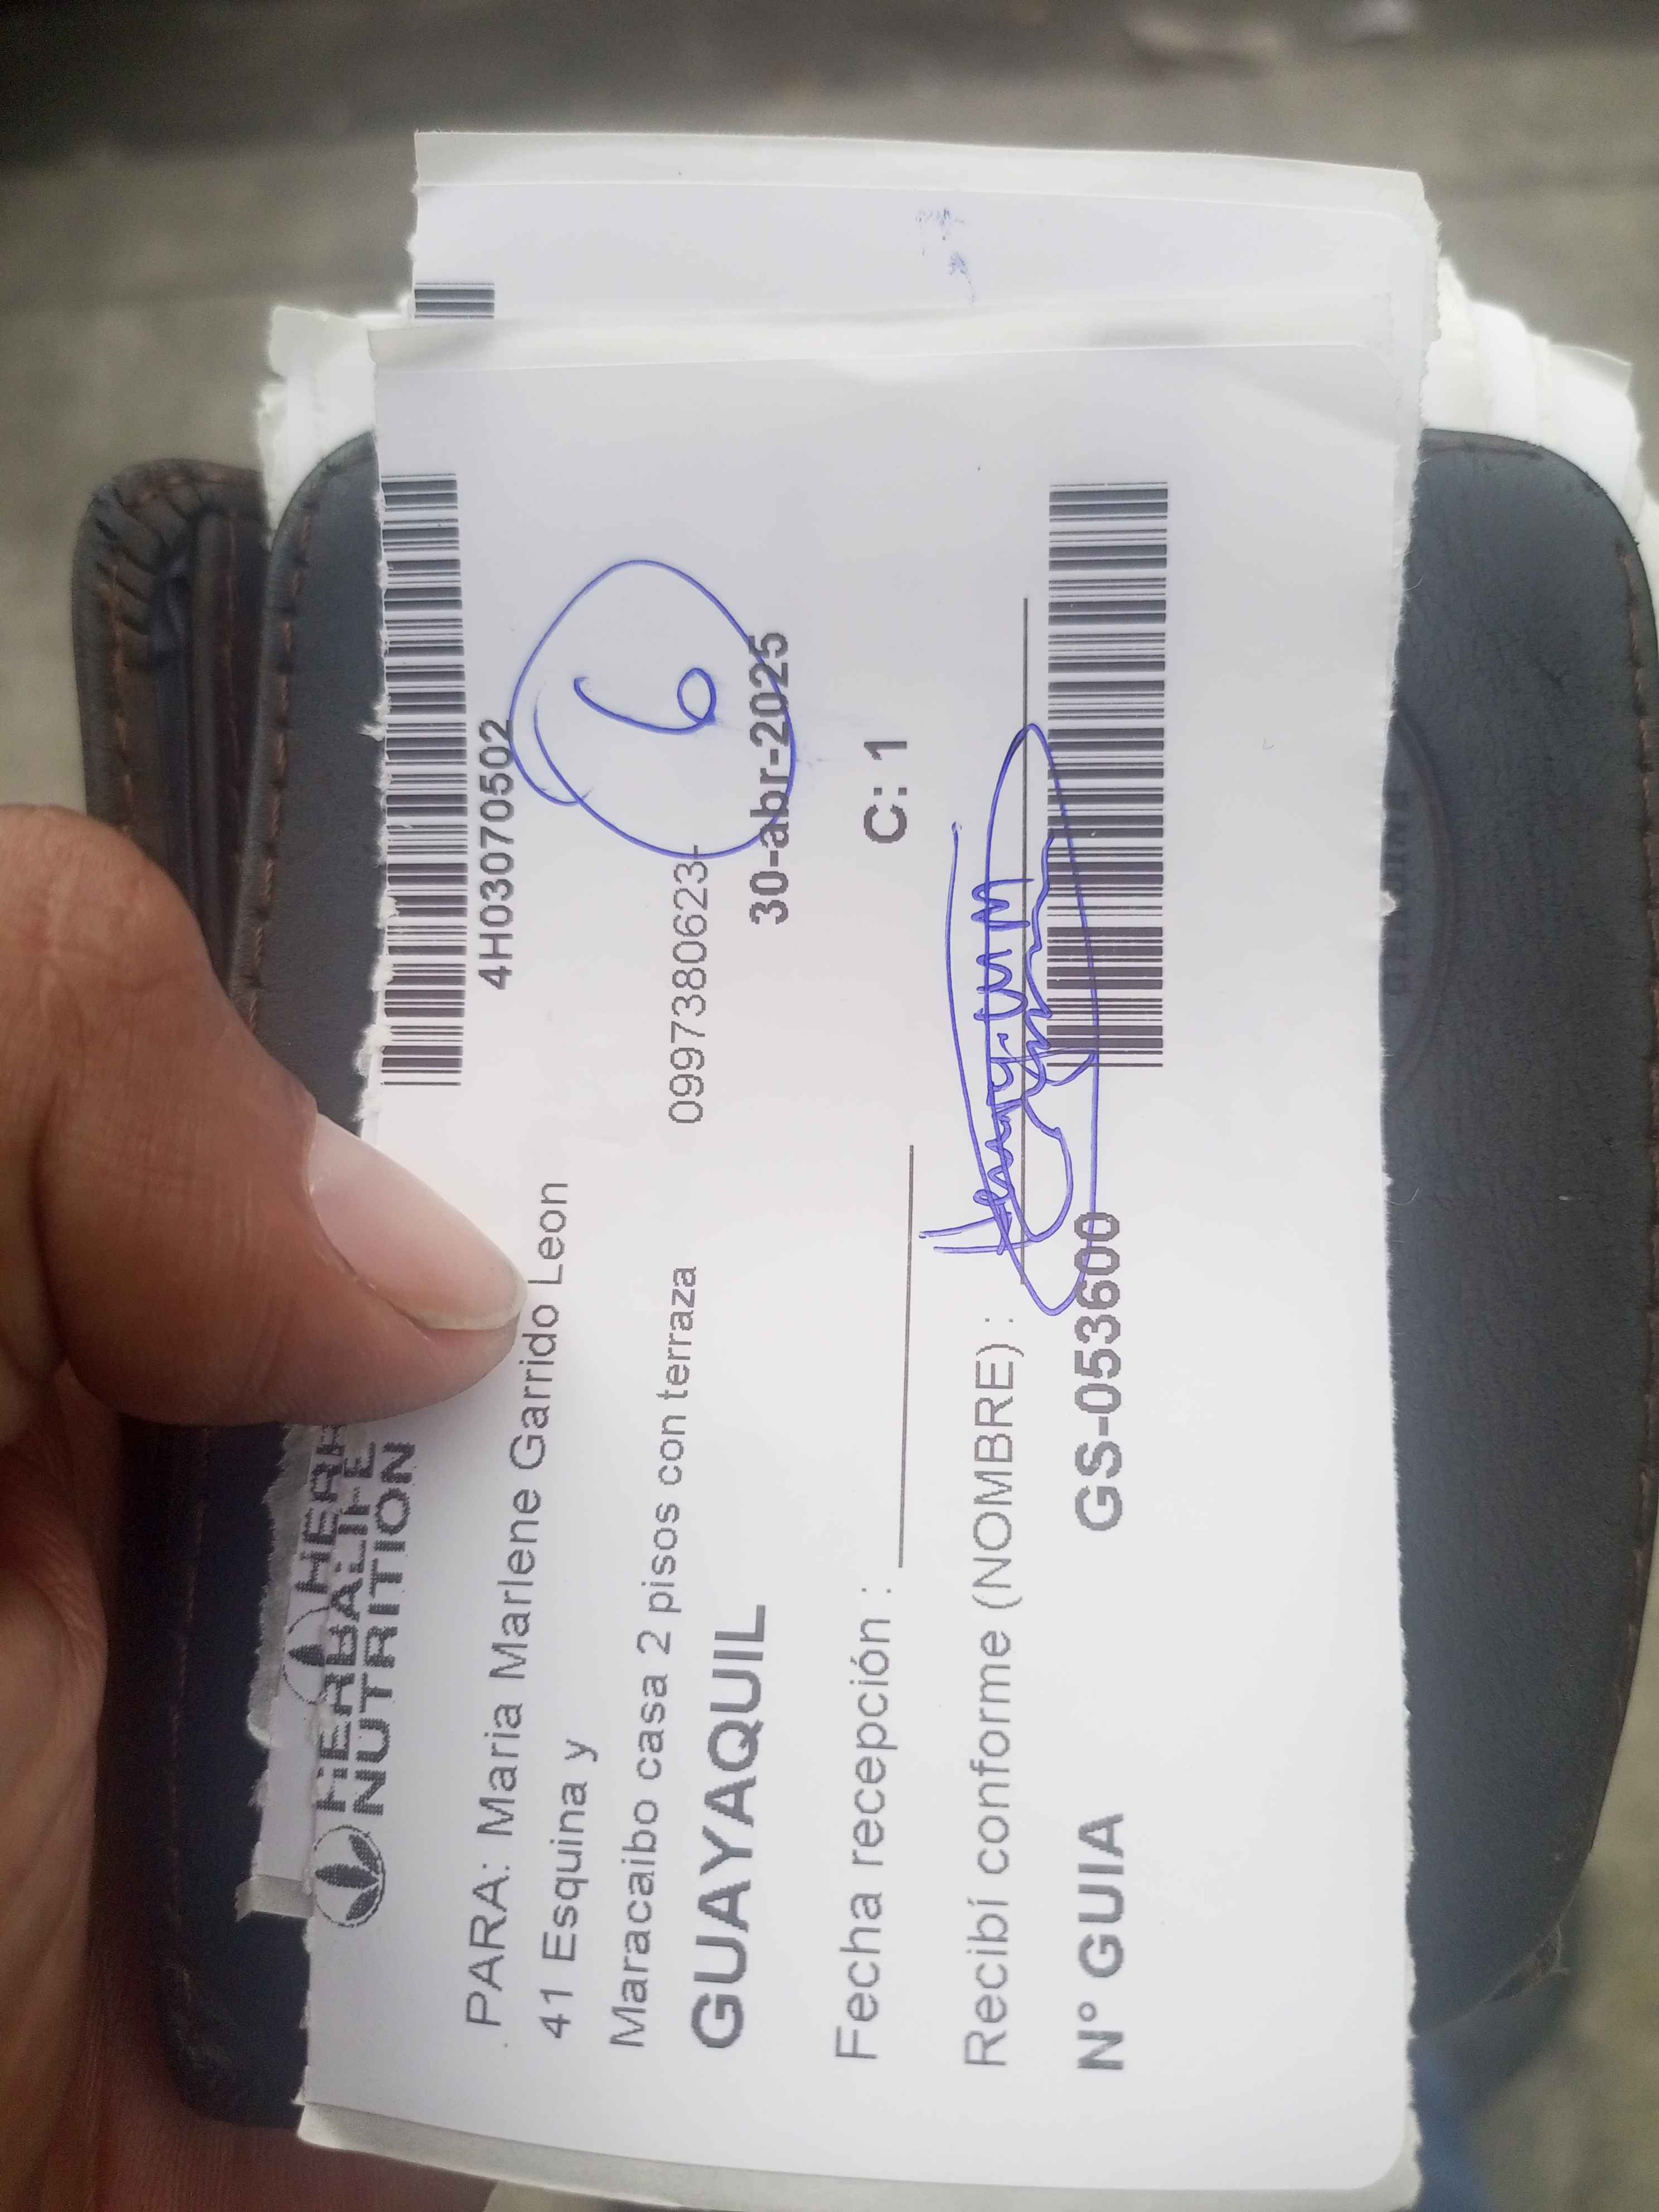 HERBALIFE
NUTRITION
4H03070502
PARA: Maria Marlene Garrido Leon
41 Esquina y
6
Maracaibo casa 2 pisos con terraza 0997380623-
GUAYAQUIL 30-abr-2025
Fecha recepción : C: 1
Recibí conforme (NOMBRE) :
N° GUIA GS-053600